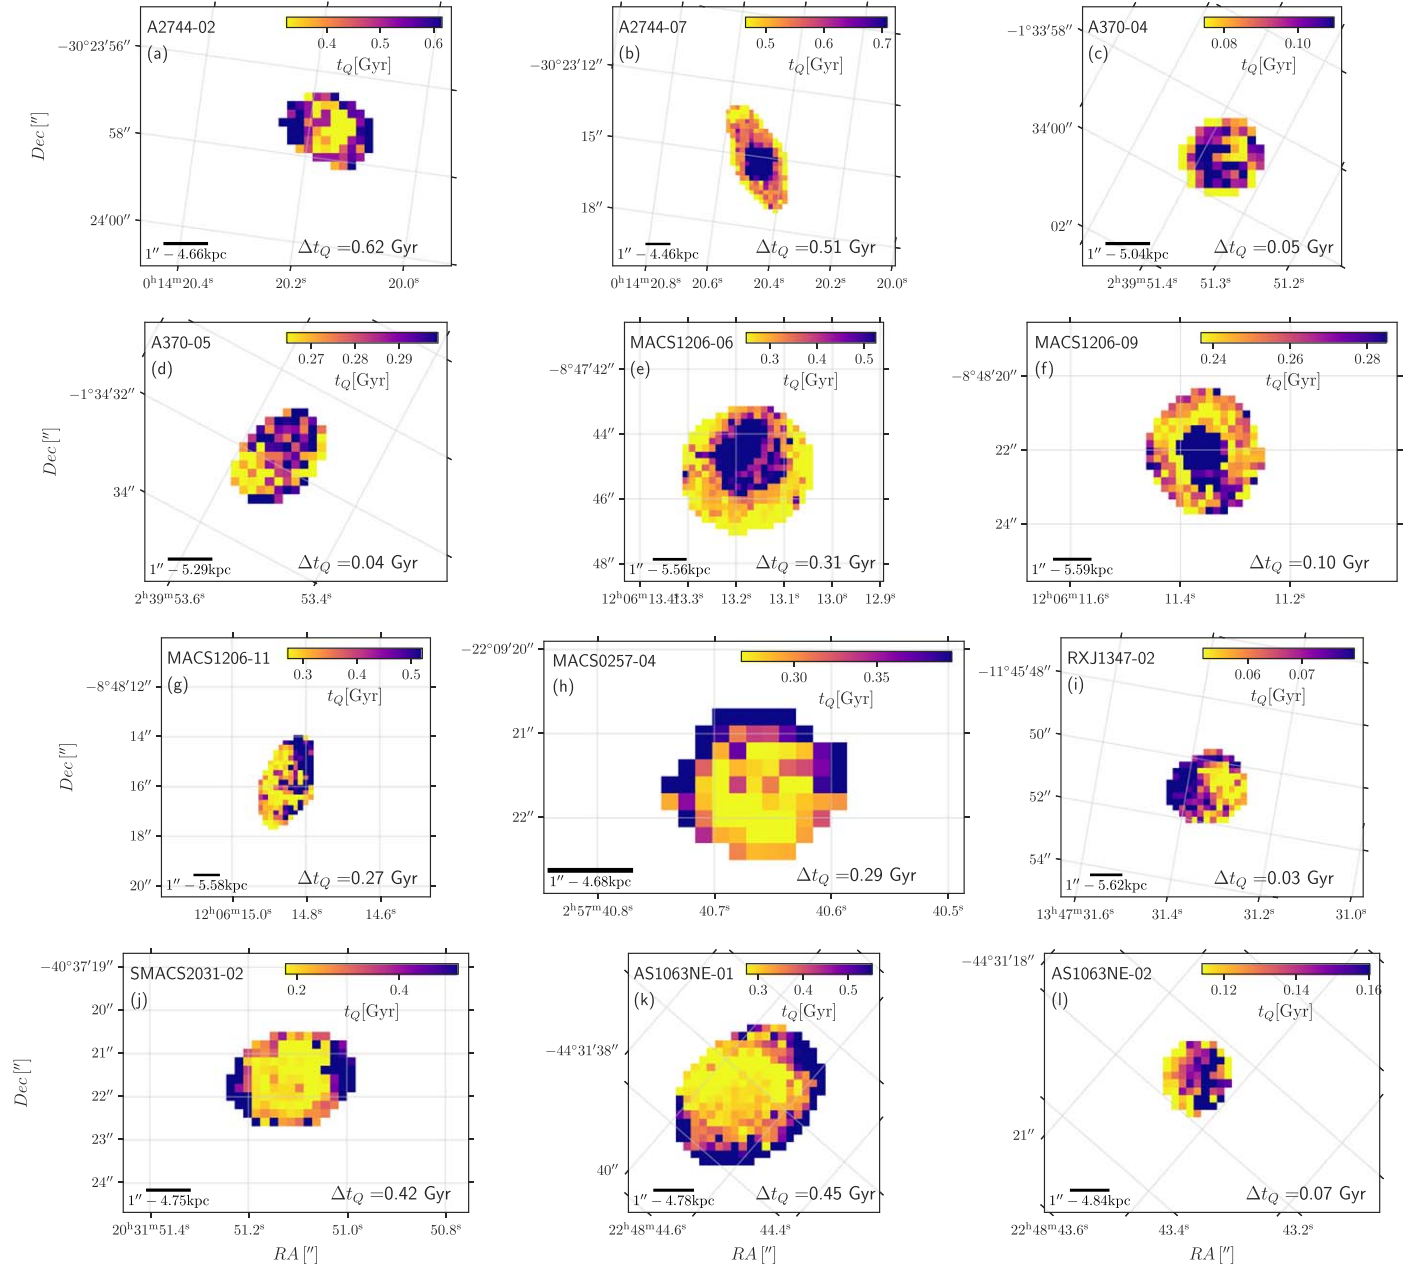 A2744-02
(a)
0.4 0.5 0.6
t_Q[Gyr]
−30°23′56″
58″
24′00″
Dec [″]
1″ − 4.66kpc
Δt_Q =0.62 Gyr
0ʰ14ᵐ20.4ˢ 20.2ˢ 20.0ˢ
A2744-07
(b)
0.5 0.6 0.7
t_Q[Gyr]
−30°23′12″
15″
18″
1″ − 4.46kpc
Δt_Q =0.51 Gyr
0ʰ14ᵐ20.8ˢ 20.6ˢ 20.4ˢ 20.2ˢ 20.0ˢ
A370-04
(c)
0.08 0.10
t_Q[Gyr]
−1°33′58″
34′00″
02″
1″ − 5.04kpc
Δt_Q =0.05 Gyr
2ʰ39ᵐ51.4ˢ 51.3ˢ 51.2ˢ
A370-05
(d)
0.27 0.28 0.29
t_Q[Gyr]
−1°34′32″
34″
Dec [″]
1″ − 5.29kpc
Δt_Q =0.04 Gyr
2ʰ39ᵐ53.6ˢ 53.4ˢ
MACS1206-06
(e)
0.3 0.4 0.5
t_Q[Gyr]
−8°47′42″
44″
46″
48″
1″ − 5.56kpc
Δt_Q =0.31 Gyr
12ʰ06ᵐ13.4ˢ 13.3ˢ 13.2ˢ 13.1ˢ 13.0ˢ 12.9ˢ
MACS1206-09
(f)
0.24 0.26 0.28
t_Q[Gyr]
−8°48′20″
22″
24″
1″ − 5.59kpc
Δt_Q =0.10 Gyr
12ʰ06ᵐ11.6ˢ 11.4ˢ 11.2ˢ
MACS1206-11
(g)
0.3 0.4 0.5
t_Q[Gyr]
−8°48′12″
14″
16″
18″
20″
Dec [″]
1″ − 5.58kpc
Δt_Q =0.27 Gyr
12ʰ06ᵐ15.0ˢ 14.8ˢ 14.6ˢ
MACS0257-04
(h)
0.30 0.35
t_Q[Gyr]
−22°09′20″
21″
22″
1″ − 4.68kpc
Δt_Q =0.29 Gyr
2ʰ57ᵐ40.8ˢ 40.7ˢ 40.6ˢ 40.5ˢ
RXJ1347-02
(i)
0.06 0.07
t_Q[Gyr]
−11°45′48″
50″
52″
54″
1″ − 5.62kpc
Δt_Q =0.03 Gyr
13ʰ47ᵐ31.6ˢ 31.4ˢ 31.2ˢ 31.0ˢ
SMACS2031-02
(j)
0.2 0.4
t_Q[Gyr]
−40°37′19″
20″
21″
22″
23″
24″
Dec [″]
1″ − 4.75kpc
Δt_Q =0.42 Gyr
20ʰ31ᵐ51.4ˢ 51.2ˢ 51.0ˢ 50.8ˢ
RA [″]
AS1063NE-01
(k)
0.3 0.4 0.5
t_Q[Gyr]
−44°31′38″
40″
1″ − 4.78kpc
Δt_Q =0.45 Gyr
22ʰ48ᵐ44.6ˢ 44.4ˢ
RA [″]
AS1063NE-02
(l)
0.12 0.14 0.16
t_Q[Gyr]
−44°31′18″
21″
1″ − 4.84kpc
Δt_Q =0.07 Gyr
22ʰ48ᵐ43.6ˢ 43.4ˢ 43.2ˢ
RA [″]